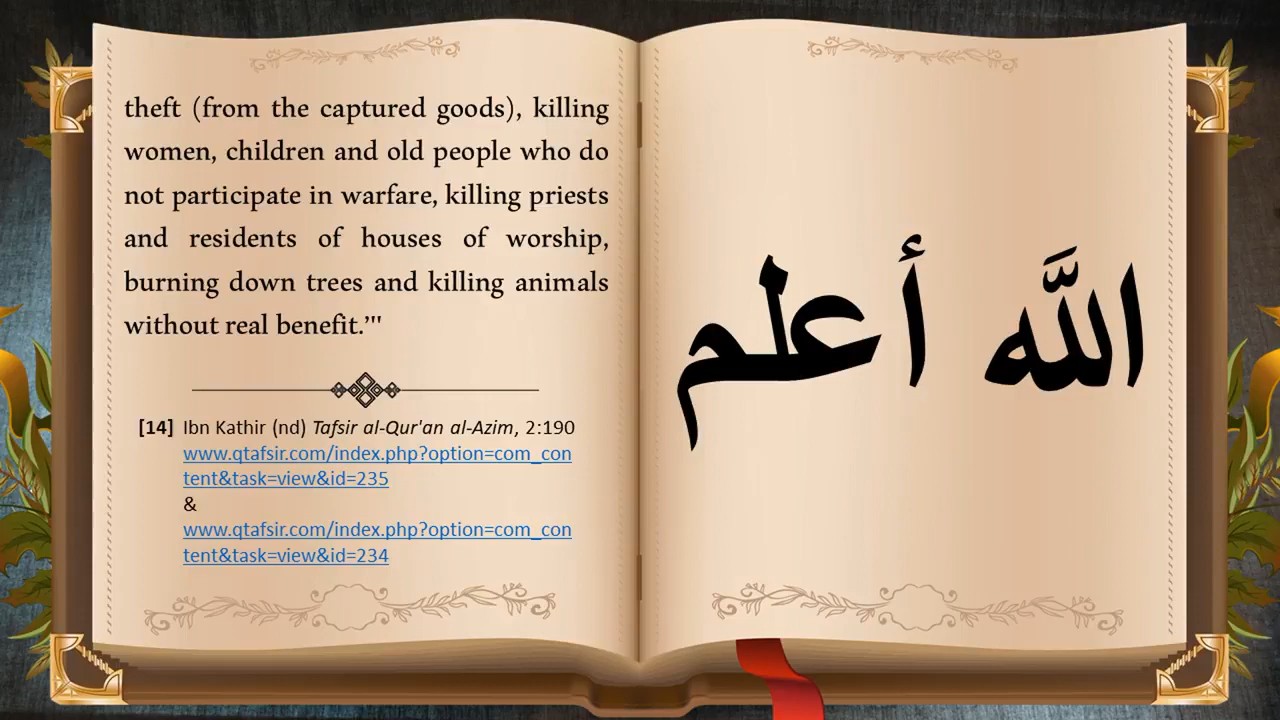 theft (from the captured goods), killing
women, children and old people who do
not participate in warfare, killing priests
and residents of houses of worship,
burning down trees and killing animals
without real benefit.’"
[14] Ibn Kathir (nd) Tafsir al-Qur'an al-Azim, 2:190
www.qtafsir.com/index.php?option=com_con
tent&task=view&id=235
&
www.qtafsir.com/index.php?option=com_con
tent&task=view&id=234
اللّٰه أعلم